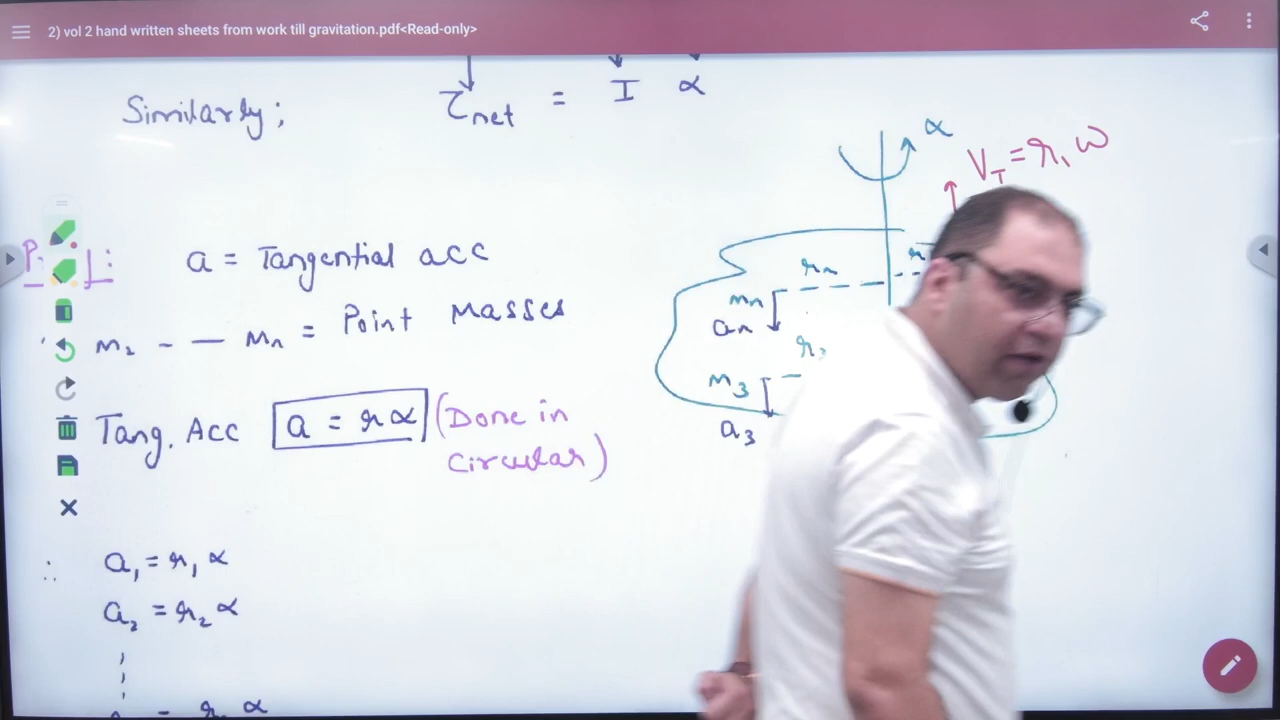 2) vol 2 hand written sheets from work till gravitation.pdf<Read-only>
Similarly; τnet = I α
α
V_T = r₁ ω
a = Tangential acc
m₂ - — mₙ = Point Masses
Tang. Acc a = rα (Done in circular)
rₙ
mₙ
aₙ
m₃
a₃
∴ a₁ = r₁ α
a₂ = r₂ α